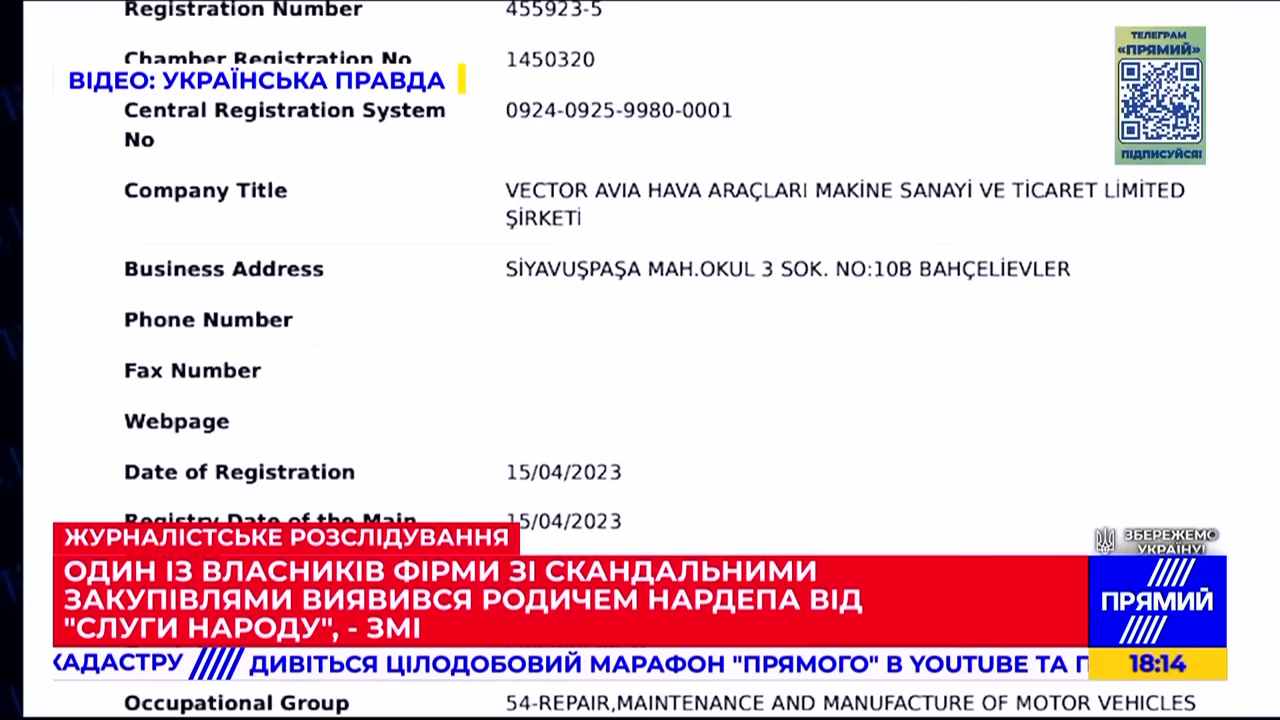 Registration Number 455923-5
ТЕЛЕГРАМ
«ПРЯМИЙ»
Chamber Registration No 1450320
ВІДЕО: УКРАЇНСЬКА ПРАВДА
Central Registration System 0924-0925-9980-0001
No
ПІДПИСУЙСЯ!
Company Title VECTOR AVIA HAVA ARAÇLARI MAKİNE SANAYİ VE TİCARET LİMİTED
ŞİRKETİ
Business Address SİYAVUŞPAŞA MAH.OKUL 3 SOK. NO:10B BAHÇELİEVLER
Phone Number
Fax Number
Webpage
Date of Registration 15/04/2023
Registry Date of the Main 15/04/2023
ЖУРНАЛІСТСЬКЕ РОЗСЛІДУВАННЯ
ЗБЕРЕЖЕМО
УКРАЇНУ!
ОДИН ІЗ ВЛАСНИКІВ ФІРМИ ЗІ СКАНДАЛЬНИМИ
ЗАКУПІВЛЯМИ ВИЯВИВСЯ РОДИЧЕМ НАРДЕПА ВІД
"СЛУГИ НАРОДУ", - ЗМІ
ПРЯМИЙ
КАДАСТРУ ДИВІТЬСЯ ЦІЛОДОБОВИЙ МАРАФОН "ПРЯМОГО" В YOUTUBE ТА
18:14
Occupational Group 54-REPAIR,MAINTENANCE AND MANUFACTURE OF MOTOR VEHICLES